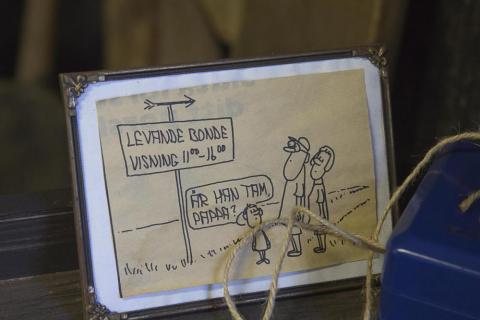 LEVANDE BONDE
VISNING 11⁰⁰-16⁰⁰
ÄR HAN TAM,
PAPPA?